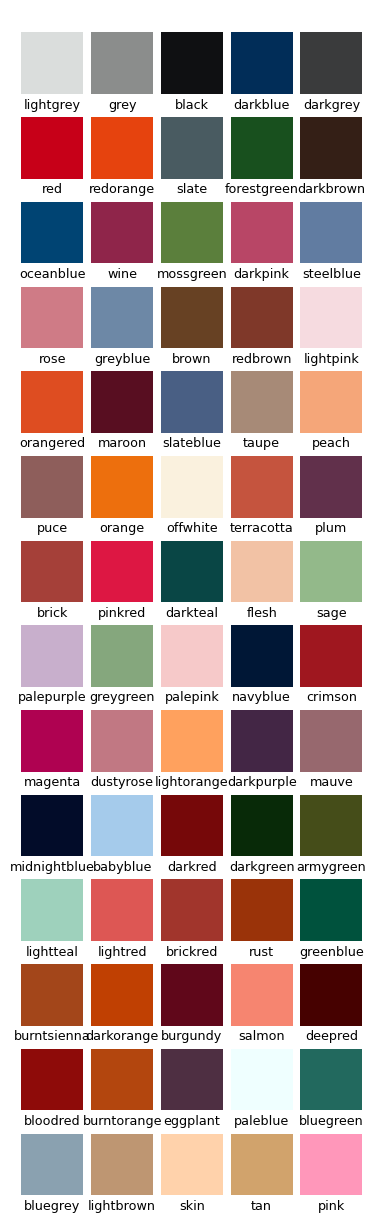 lightgrey grey black darkblue darkgrey
red redorange slate forestgreen darkbrown
oceanblue wine mossgreen darkpink steelblue
rose greyblue brown redbrown lightpink
orangered maroon slateblue taupe peach
puce orange offwhite terracotta plum
brick pinkred darkteal flesh sage
palepurple greygreen palepink navyblue crimson
magenta dustyrose lightorange darkpurple mauve
midnightblue babyblue darkred darkgreen armygreen
lightteal lightred brickred rust greenblue
burntsienna darkorange burgundy salmon deepred
bloodred burntorange eggplant paleblue bluegreen
bluegrey lightbrown skin tan pink